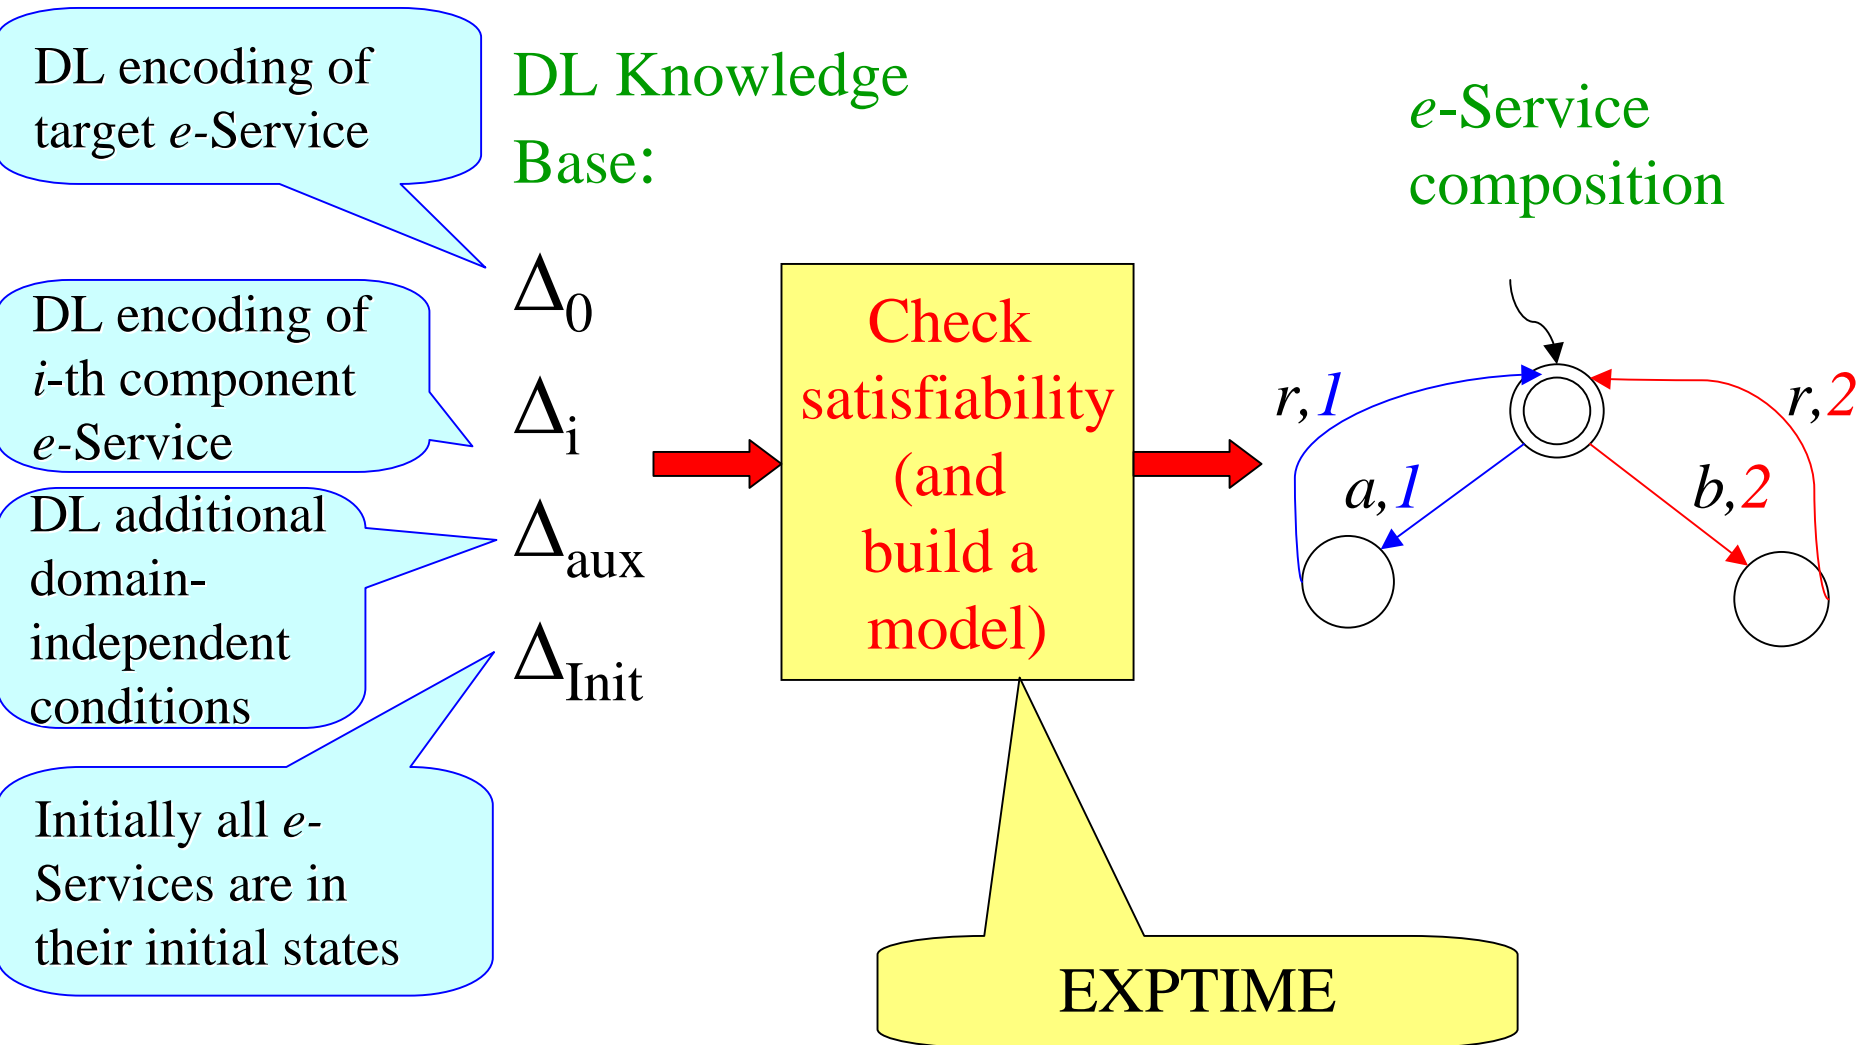 DL encoding of
target e-Service
DL Knowledge
Base:
e-Service
composition
DL encoding of
i-th component
e-Service
DL additional
domain-
independent
conditions
Initially all e-
Services are in
their initial states
Δ0
Δi
Δaux
ΔInit
Check
satisfiability
(and
build a
model)
EXPTIME
r,1
r,2
a,1
b,2